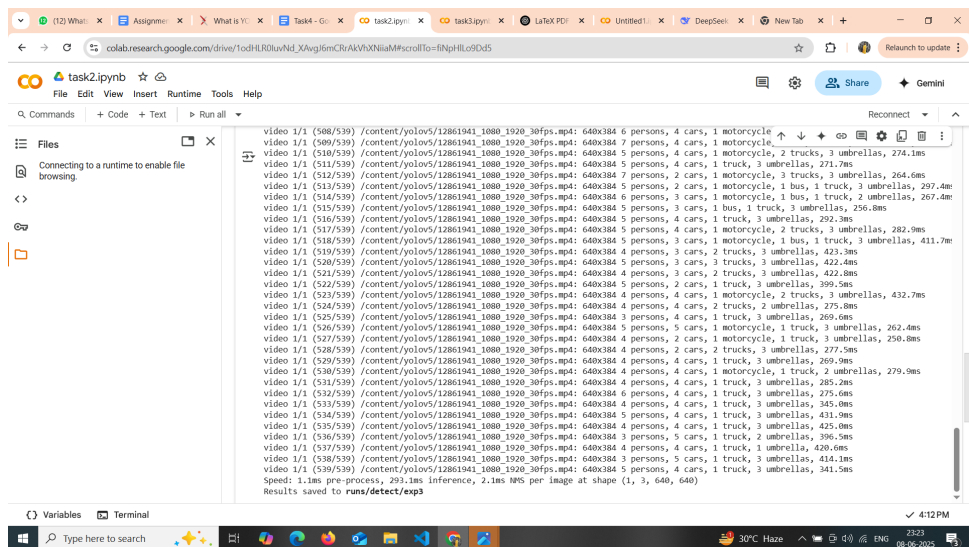 (12) Whats
Assignmer
What is YC
Task4 - Go
task2.ipynl
task3.ipyn
LaTeX PDF
Untitled1.i
DeepSeek
New Tab
colab.research.google.com/drive/1odHLR0luvNd_XAvgJ6mCRrAkVhXNiiaM#scrollTo=fiNpHlLo9Dd5
Relaunch to update
CO task2.ipynb
File Edit View Insert Runtime Tools Help
Share
Gemini
Commands + Code + Text Run all
Reconnect
Files
Connecting to a runtime to enable file
browsing.
video 1/1 (508/539) /content/yolov5/12861941_1080_1920_30fps.mp4: 640x384 6 persons, 4 cars, 1 motorcycle
video 1/1 (509/539) /content/yolov5/12861941_1080_1920_30fps.mp4: 640x384 7 persons, 4 cars, 1 motorcycle,
video 1/1 (510/539) /content/yolov5/12861941_1080_1920_30fps.mp4: 640x384 5 persons, 4 cars, 1 motorcycle, 2 trucks, 3 umbrellas, 274.1ms
video 1/1 (511/539) /content/yolov5/12861941_1080_1920_30fps.mp4: 640x384 5 persons, 4 cars, 1 truck, 3 umbrellas, 271.7ms
video 1/1 (512/539) /content/yolov5/12861941_1080_1920_30fps.mp4: 640x384 7 persons, 2 cars, 1 motorcycle, 3 trucks, 3 umbrellas, 264.6ms
video 1/1 (513/539) /content/yolov5/12861941_1080_1920_30fps.mp4: 640x384 5 persons, 2 cars, 1 motorcycle, 1 bus, 1 truck, 3 umbrellas, 297.4ms
video 1/1 (514/539) /content/yolov5/12861941_1080_1920_30fps.mp4: 640x384 6 persons, 3 cars, 1 motorcycle, 1 bus, 1 truck, 2 umbrellas, 267.4ms
video 1/1 (515/539) /content/yolov5/12861941_1080_1920_30fps.mp4: 640x384 5 persons, 3 cars, 1 bus, 1 truck, 3 umbrellas, 256.8ms
video 1/1 (516/539) /content/yolov5/12861941_1080_1920_30fps.mp4: 640x384 5 persons, 4 cars, 1 truck, 3 umbrellas, 292.3ms
video 1/1 (517/539) /content/yolov5/12861941_1080_1920_30fps.mp4: 640x384 5 persons, 4 cars, 1 motorcycle, 2 trucks, 3 umbrellas, 282.9ms
video 1/1 (518/539) /content/yolov5/12861941_1080_1920_30fps.mp4: 640x384 5 persons, 3 cars, 1 motorcycle, 1 bus, 1 truck, 3 umbrellas, 411.7ms
video 1/1 (519/539) /content/yolov5/12861941_1080_1920_30fps.mp4: 640x384 4 persons, 3 cars, 2 trucks, 3 umbrellas, 423.3ms
video 1/1 (520/539) /content/yolov5/12861941_1080_1920_30fps.mp4: 640x384 5 persons, 4 cars, 1 truck, 3 umbrellas, 422.4ms
video 1/1 (521/539) /content/yolov5/12861941_1080_1920_30fps.mp4: 640x384 4 persons, 3 cars, 2 trucks, 3 umbrellas, 422.8ms
video 1/1 (522/539) /content/yolov5/12861941_1080_1920_30fps.mp4: 640x384 5 persons, 2 cars, 1 truck, 3 umbrellas, 399.5ms
video 1/1 (523/539) /content/yolov5/12861941_1080_1920_30fps.mp4: 640x384 4 persons, 4 cars, 1 motorcycle, 2 trucks, 3 umbrellas, 432.7ms
video 1/1 (524/539) /content/yolov5/12861941_1080_1920_30fps.mp4: 640x384 4 persons, 4 cars, 2 trucks, 2 umbrellas, 275.8ms
video 1/1 (525/539) /content/yolov5/12861941_1080_1920_30fps.mp4: 640x384 3 persons, 4 cars, 1 truck, 3 umbrellas, 269.6ms
video 1/1 (526/539) /content/yolov5/12861941_1080_1920_30fps.mp4: 640x384 5 persons, 5 cars, 1 motorcycle, 1 truck, 3 umbrellas, 262.4ms
video 1/1 (527/539) /content/yolov5/12861941_1080_1920_30fps.mp4: 640x384 4 persons, 2 cars, 1 motorcycle, 1 truck, 3 umbrellas, 250.8ms
video 1/1 (528/539) /content/yolov5/12861941_1080_1920_30fps.mp4: 640x384 4 persons, 2 cars, 2 trucks, 3 umbrellas, 277.5ms
video 1/1 (529/539) /content/yolov5/12861941_1080_1920_30fps.mp4: 640x384 4 persons, 4 cars, 1 truck, 3 umbrellas, 269.9ms
video 1/1 (530/539) /content/yolov5/12861941_1080_1920_30fps.mp4: 640x384 4 persons, 4 cars, 1 motorcycle, 1 truck, 2 umbrellas, 279.9ms
video 1/1 (531/539) /content/yolov5/12861941_1080_1920_30fps.mp4: 640x384 4 persons, 4 cars, 1 truck, 3 umbrellas, 285.2ms
video 1/1 (532/539) /content/yolov5/12861941_1080_1920_30fps.mp4: 640x384 6 persons, 4 cars, 1 truck, 3 umbrellas, 275.6ms
video 1/1 (533/539) /content/yolov5/12861941_1080_1920_30fps.mp4: 640x384 4 persons, 4 cars, 1 truck, 3 umbrellas, 345.0ms
video 1/1 (534/539) /content/yolov5/12861941_1080_1920_30fps.mp4: 640x384 5 persons, 4 cars, 1 truck, 3 umbrellas, 431.9ms
video 1/1 (535/539) /content/yolov5/12861941_1080_1920_30fps.mp4: 640x384 4 persons, 4 cars, 1 truck, 3 umbrellas, 425.0ms
video 1/1 (536/539) /content/yolov5/12861941_1080_1920_30fps.mp4: 640x384 3 persons, 5 cars, 1 truck, 2 umbrellas, 396.5ms
video 1/1 (537/539) /content/yolov5/12861941_1080_1920_30fps.mp4: 640x384 4 persons, 4 cars, 1 truck, 1 umbrella, 420.6ms
video 1/1 (538/539) /content/yolov5/12861941_1080_1920_30fps.mp4: 640x384 3 persons, 5 cars, 1 truck, 3 umbrellas, 414.1ms
video 1/1 (539/539) /content/yolov5/12861941_1080_1920_30fps.mp4: 640x384 5 persons, 4 cars, 1 truck, 3 umbrellas, 341.5ms
Speed: 1.1ms pre-process, 293.1ms inference, 2.1ms NMS per image at shape (1, 3, 640, 640)
Results saved to runs/detect/exp3
Variables
Terminal
4:12 PM
Type here to search
30°C Haze
ENG
23:23
08-06-2025
3